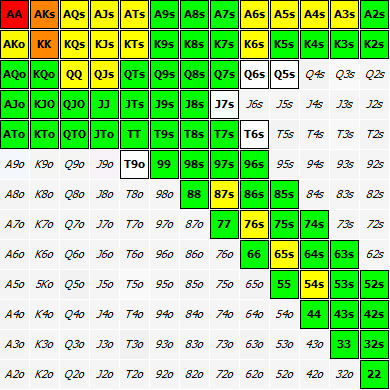 AA AKs AQs AJs ATs A9s A8s A7s A6s A5s A4s A3s A2s
AKo KK KQs KJs KTs K9s K8s K7s K6s K5s K4s K3s K2s
AQo KQo QQ QJs QTs Q9s Q8s Q7s Q6s Q5s Q4s Q3s Q2s
AJo KJO QJO JJ JTs J9s J8s J7s J6s J5s J4s J3s J2s
ATo KTo QTO JTo TT T9s T8s T7s T6s T5s T4s T3s T2s
A9o K9o Q9o J9o T9o 99 98s 97s 96s 95s 94s 93s 92s
A8o K8o Q8o J8o T8o 98o 88 87s 86s 85s 84s 83s 82s
A7o K7o Q7o J7o T7o 97o 87o 77 76s 75s 74s 73s 72s
A6o K6o Q6o J6o T6o 96o 86o 76o 66 65s 64s 63s 62s
A5o 5Ko Q5o J5o T5o 95o 85o 75o 65o 55 54s 53s 52s
A4o K4o Q4o J4o T4o 94o 84o 74o 64o 54o 44 43s 42s
A3o K3o Q3o J3o T3o 93o 83o 73o 63o 53o 43o 33 32s
A2o K2o Q2o J2o T2o 92o 82o 72o 62o 52o 42o 32o 22